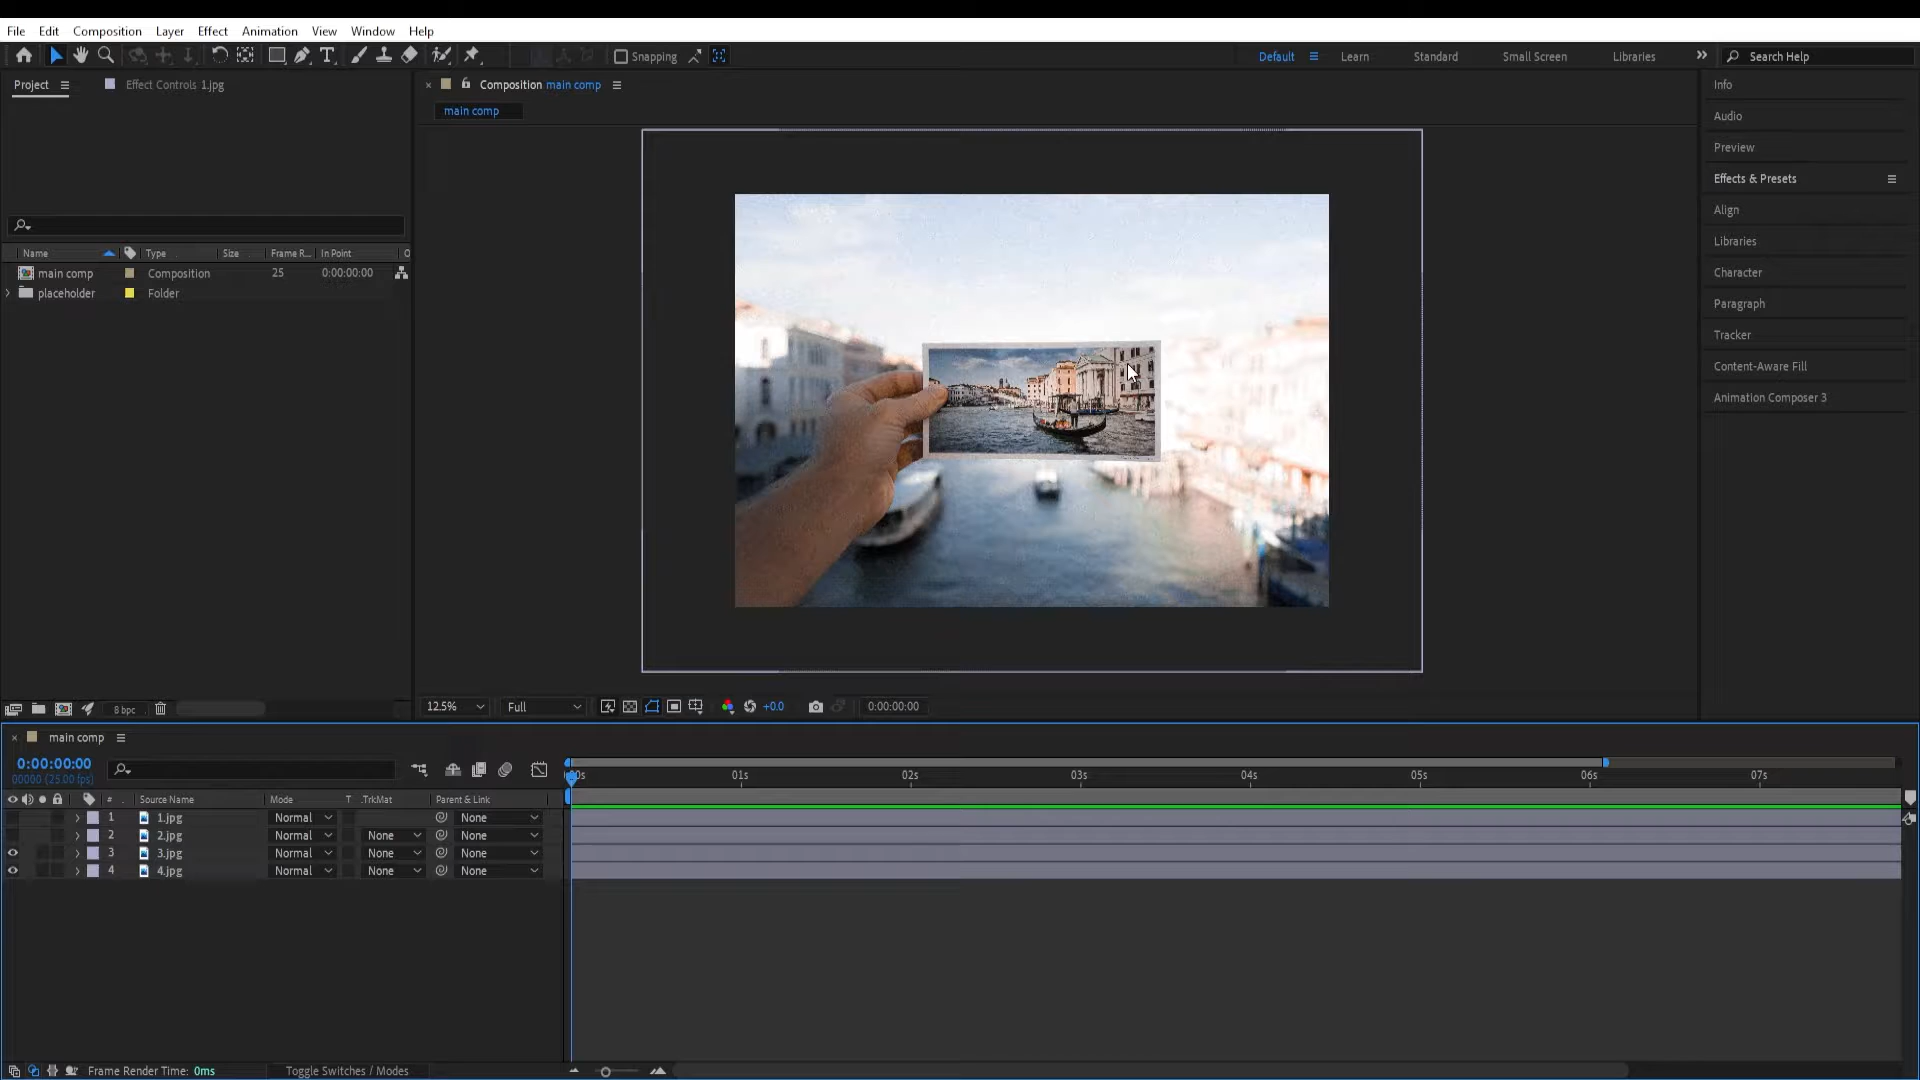 File Edit Composition Layer Effect Animation View Window Help
Snapping Default Learn Standard Small Screen Libraries Search Help
Project Effect Controls 1.jpg
Composition main comp
main comp
Name Type Size Frame R... In Point O
main comp Composition 25 0:00:00:00
placeholder Folder
8 bpc
12.5% Full +0.0 0:00:00:00
Info
Audio
Preview
Effects & Presets
Align
Libraries
Character
Paragraph
Tracker
Content-Aware Fill
Animation Composer 3
main comp
0:00:00:00
00000 (25.00 fps)
00s 01s 02s 03s 04s 05s 06s 07s
# Source Name Mode T .TrkMat Parent & Link
1 1.jpg Normal None
2 2.jpg Normal None None
3 3.jpg Normal None None
4 4.jpg Normal None None
Frame Render Time: 0ms Toggle Switches / Modes